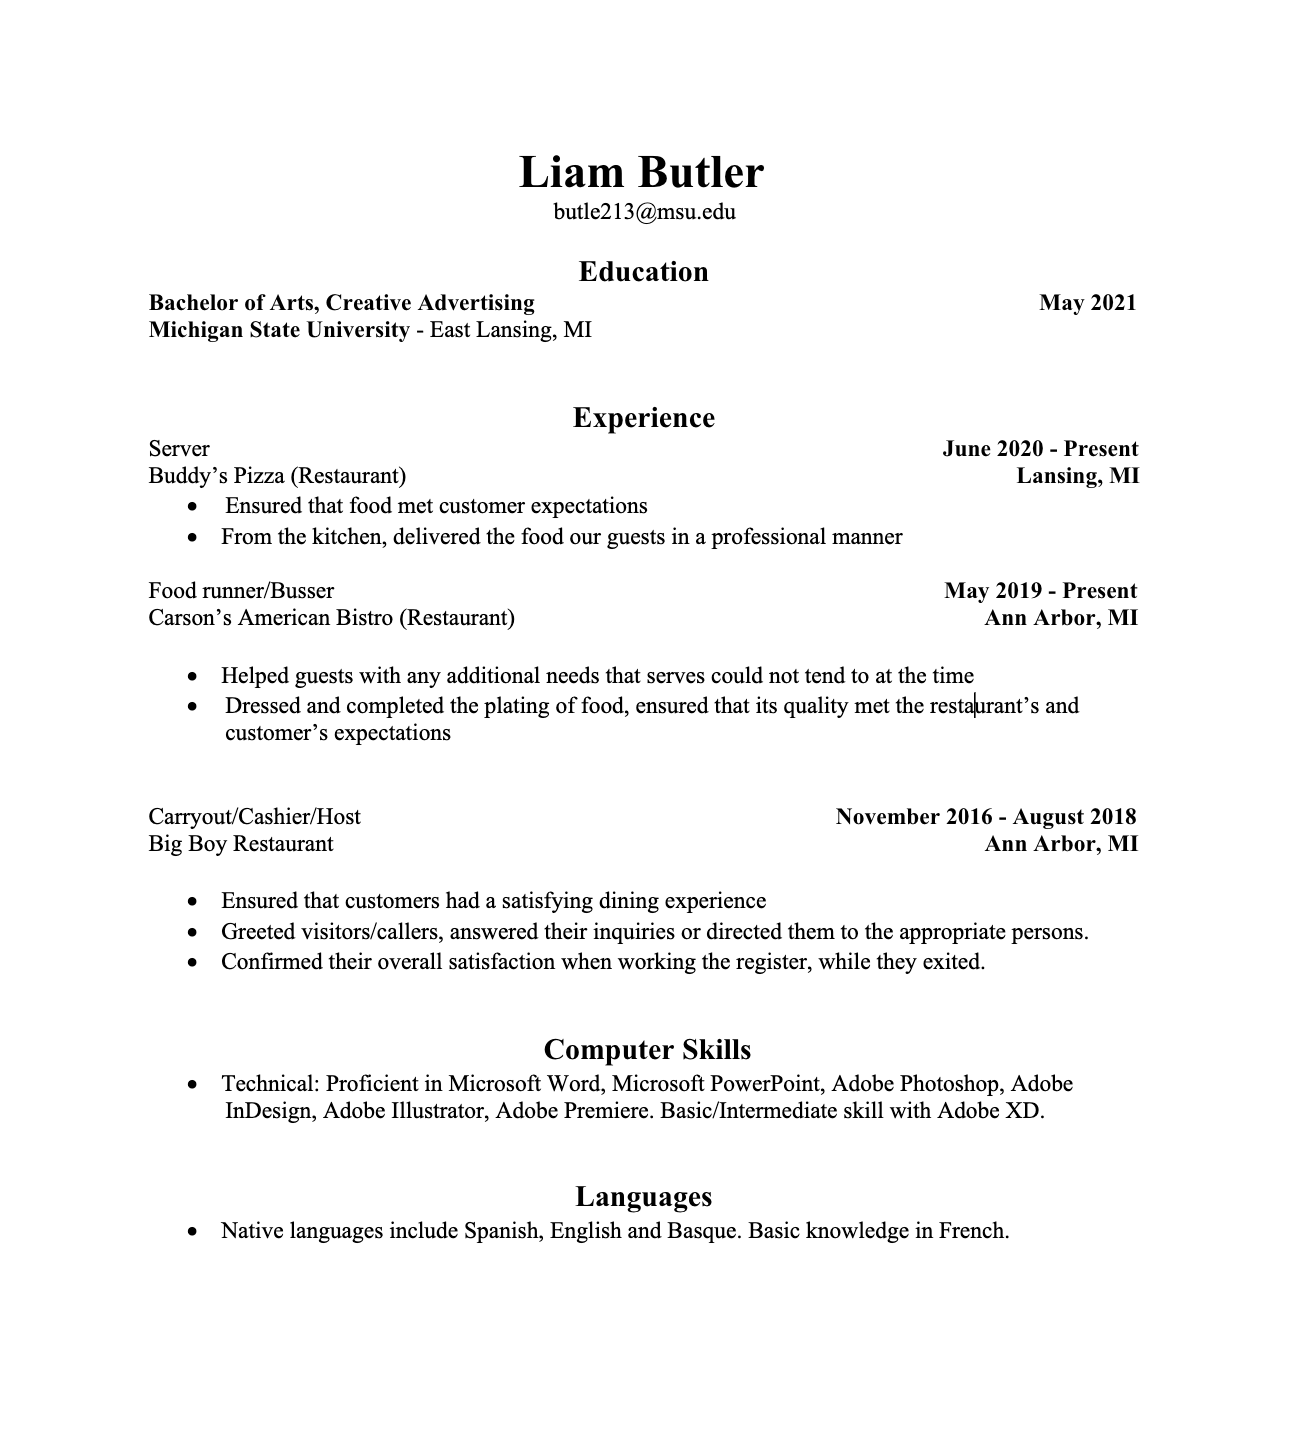 Liam Butler
butle213@msu.edu
Education
Bachelor of Arts, Creative Advertising May 2021
Michigan State University - East Lansing, MI
Experience
Server June 2020 - Present
Buddy’s Pizza (Restaurant) Lansing, MI
• Ensured that food met customer expectations
• From the kitchen, delivered the food our guests in a professional manner
Food runner/Busser May 2019 - Present
Carson’s American Bistro (Restaurant) Ann Arbor, MI
• Helped guests with any additional needs that serves could not tend to at the time
• Dressed and completed the plating of food, ensured that its quality met the restaurant’s and
customer’s expectations
Carryout/Cashier/Host November 2016 - August 2018
Big Boy Restaurant Ann Arbor, MI
• Ensured that customers had a satisfying dining experience
• Greeted visitors/callers, answered their inquiries or directed them to the appropriate persons.
• Confirmed their overall satisfaction when working the register, while they exited.
Computer Skills
• Technical: Proficient in Microsoft Word, Microsoft PowerPoint, Adobe Photoshop, Adobe
InDesign, Adobe Illustrator, Adobe Premiere. Basic/Intermediate skill with Adobe XD.
Languages
• Native languages include Spanish, English and Basque. Basic knowledge in French.